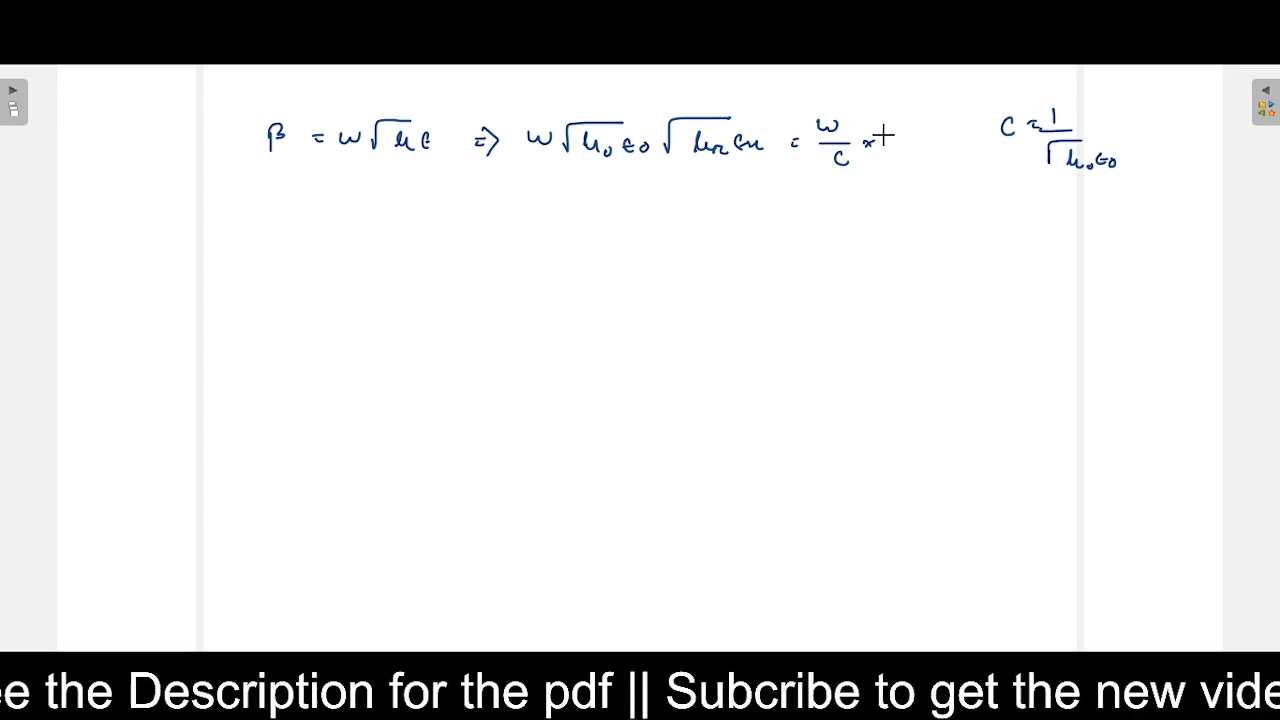 β = ω√με ⇒ ω√μ₀ε₀ √μᵣεᵣ = ω/c × C = 1/√μ₀ε₀
ee the Description for the pdf || Subcribe to get the new vide